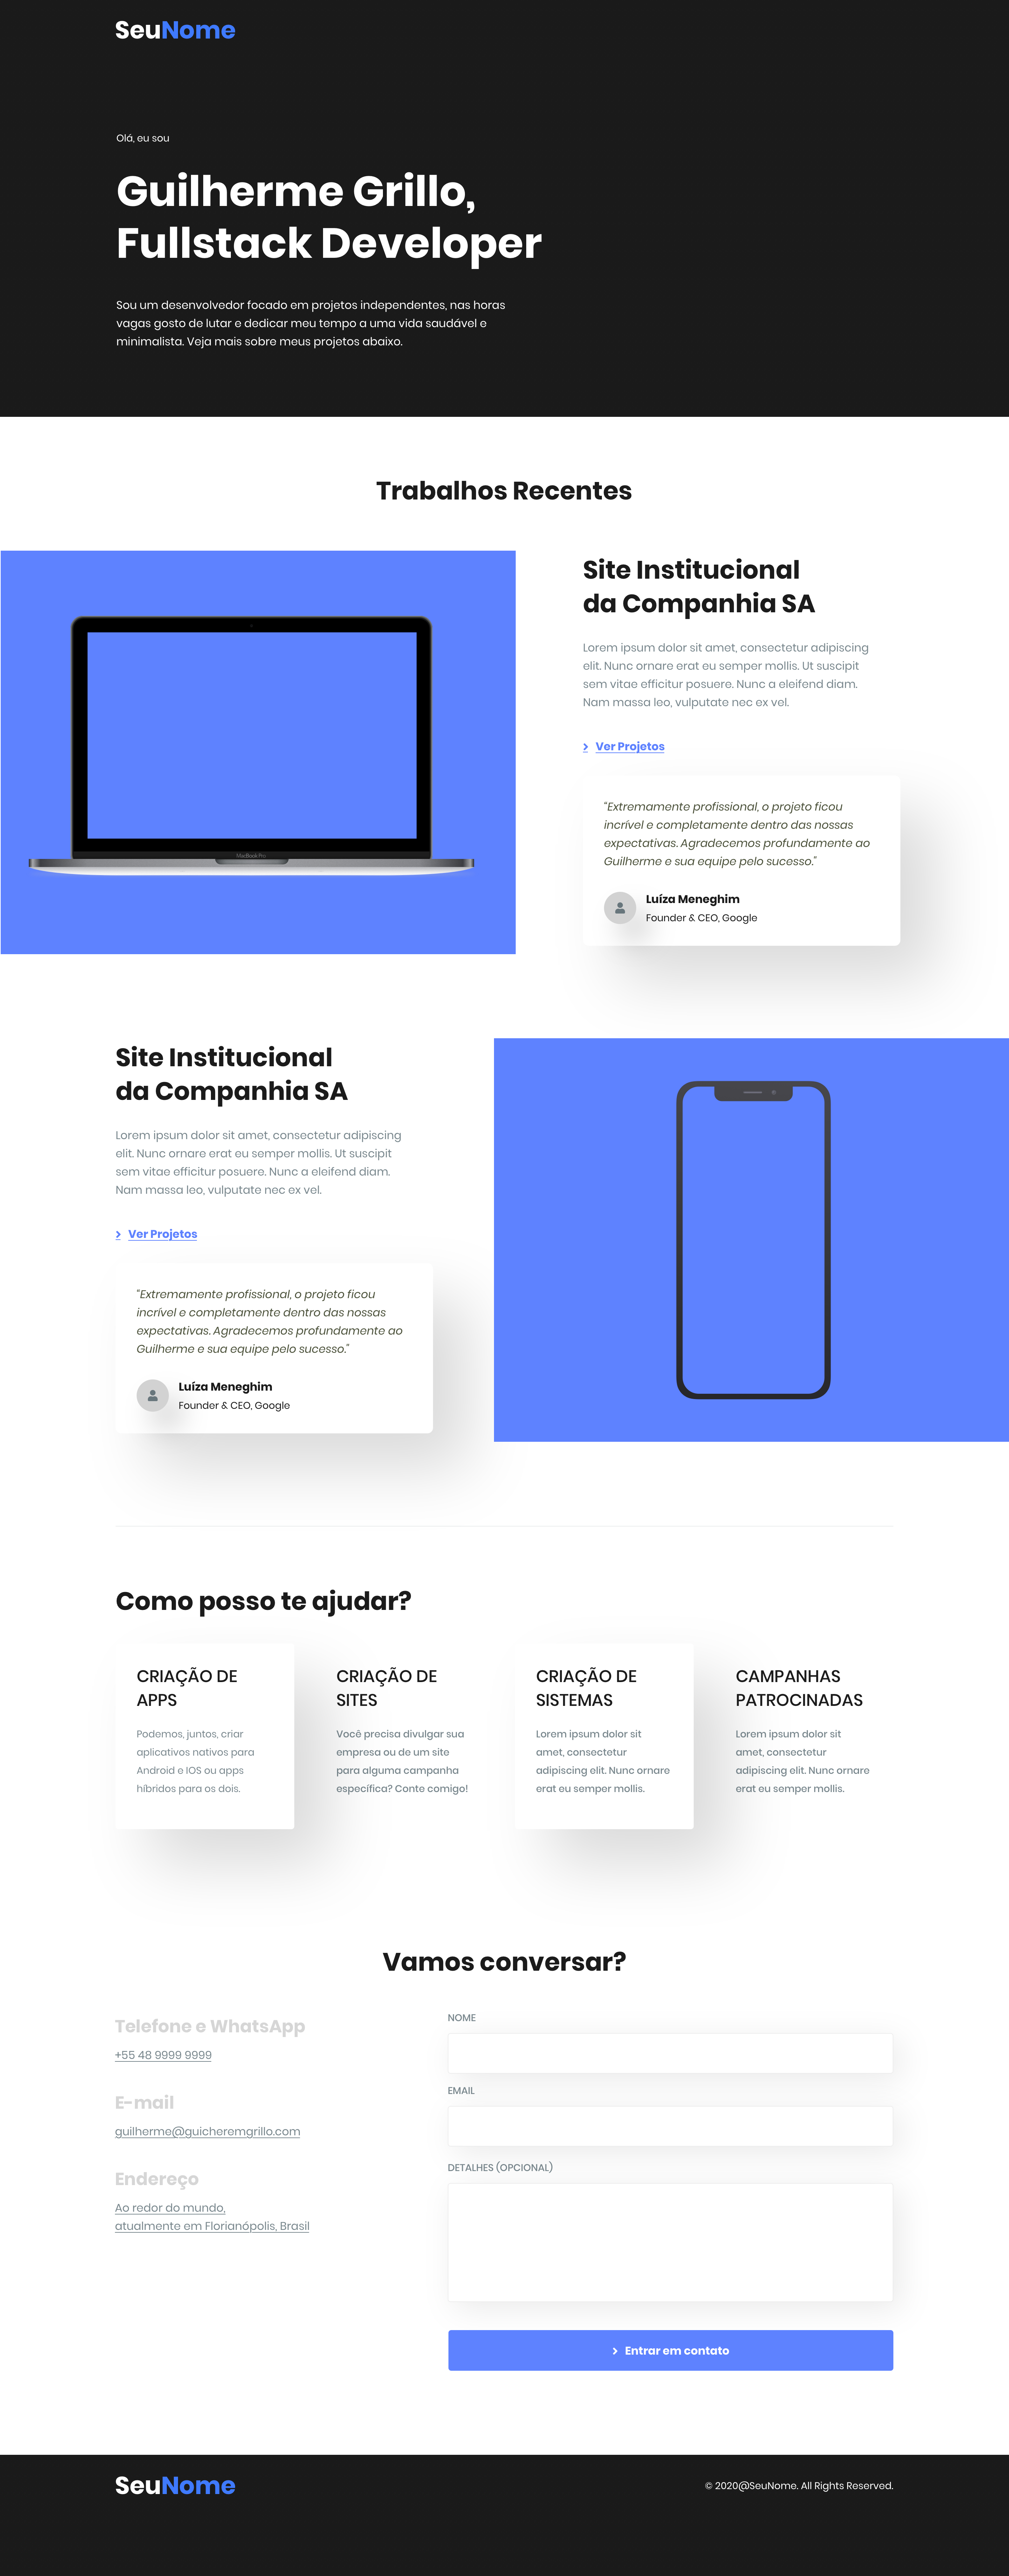 SeuNome
Olá, eu sou
Guilherme Grillo,
Fullstack Developer
Sou um desenvolvedor focado em projetos independentes, nas horas
vagas gosto de lutar e dedicar meu tempo a uma vida saudável e
minimalista. Veja mais sobre meus projetos abaixo.
Trabalhos Recentes
MacBook Pro
Site Institucional
da Companhia SA
Lorem ipsum dolor sit amet, consectetur adipiscing
elit. Nunc ornare erat eu semper mollis. Ut suscipit
sem vitae efficitur posuere. Nunc a eleifend diam.
Nam massa leo, vulputate nec ex vel.
Ver Projetos
"Extremamente profissional, o projeto ficou
incrível e completamente dentro das nossas
expectativas. Agradecemos profundamente ao
Guilherme e sua equipe pelo sucesso."
Luíza Meneghim
Founder & CEO, Google
Site Institucional
da Companhia SA
Lorem ipsum dolor sit amet, consectetur adipiscing
elit. Nunc ornare erat eu semper mollis. Ut suscipit
sem vitae efficitur posuere. Nunc a eleifend diam.
Nam massa leo, vulputate nec ex vel.
Ver Projetos
"Extremamente profissional, o projeto ficou
incrível e completamente dentro das nossas
expectativas. Agradecemos profundamente ao
Guilherme e sua equipe pelo sucesso."
Luíza Meneghim
Founder & CEO, Google
Como posso te ajudar?
CRIAÇÃO DE
APPS
Podemos, juntos, criar
aplicativos nativos para
Android e IOS ou apps
híbridos para os dois.
CRIAÇÃO DE
SITES
Você precisa divulgar sua
empresa ou de um site
para alguma campanha
específica? Conte comigo!
CRIAÇÃO DE
SISTEMAS
Lorem ipsum dolor sit
amet, consectetur
adipiscing elit. Nunc ornare
erat eu semper mollis.
CAMPANHAS
PATROCINADAS
Lorem ipsum dolor sit
amet, consectetur
adipiscing elit. Nunc ornare
erat eu semper mollis.
Vamos conversar?
Telefone e WhatsApp
+55 48 9999 9999
E-mail
guilherme@guicheremgrillo.com
Endereço
Ao redor do mundo,
atualmente em Florianópolis, Brasil
NOME
EMAIL
DETALHES (OPCIONAL)
Entrar em contato
SeuNome
© 2020@SeuNome. All Rights Reserved.